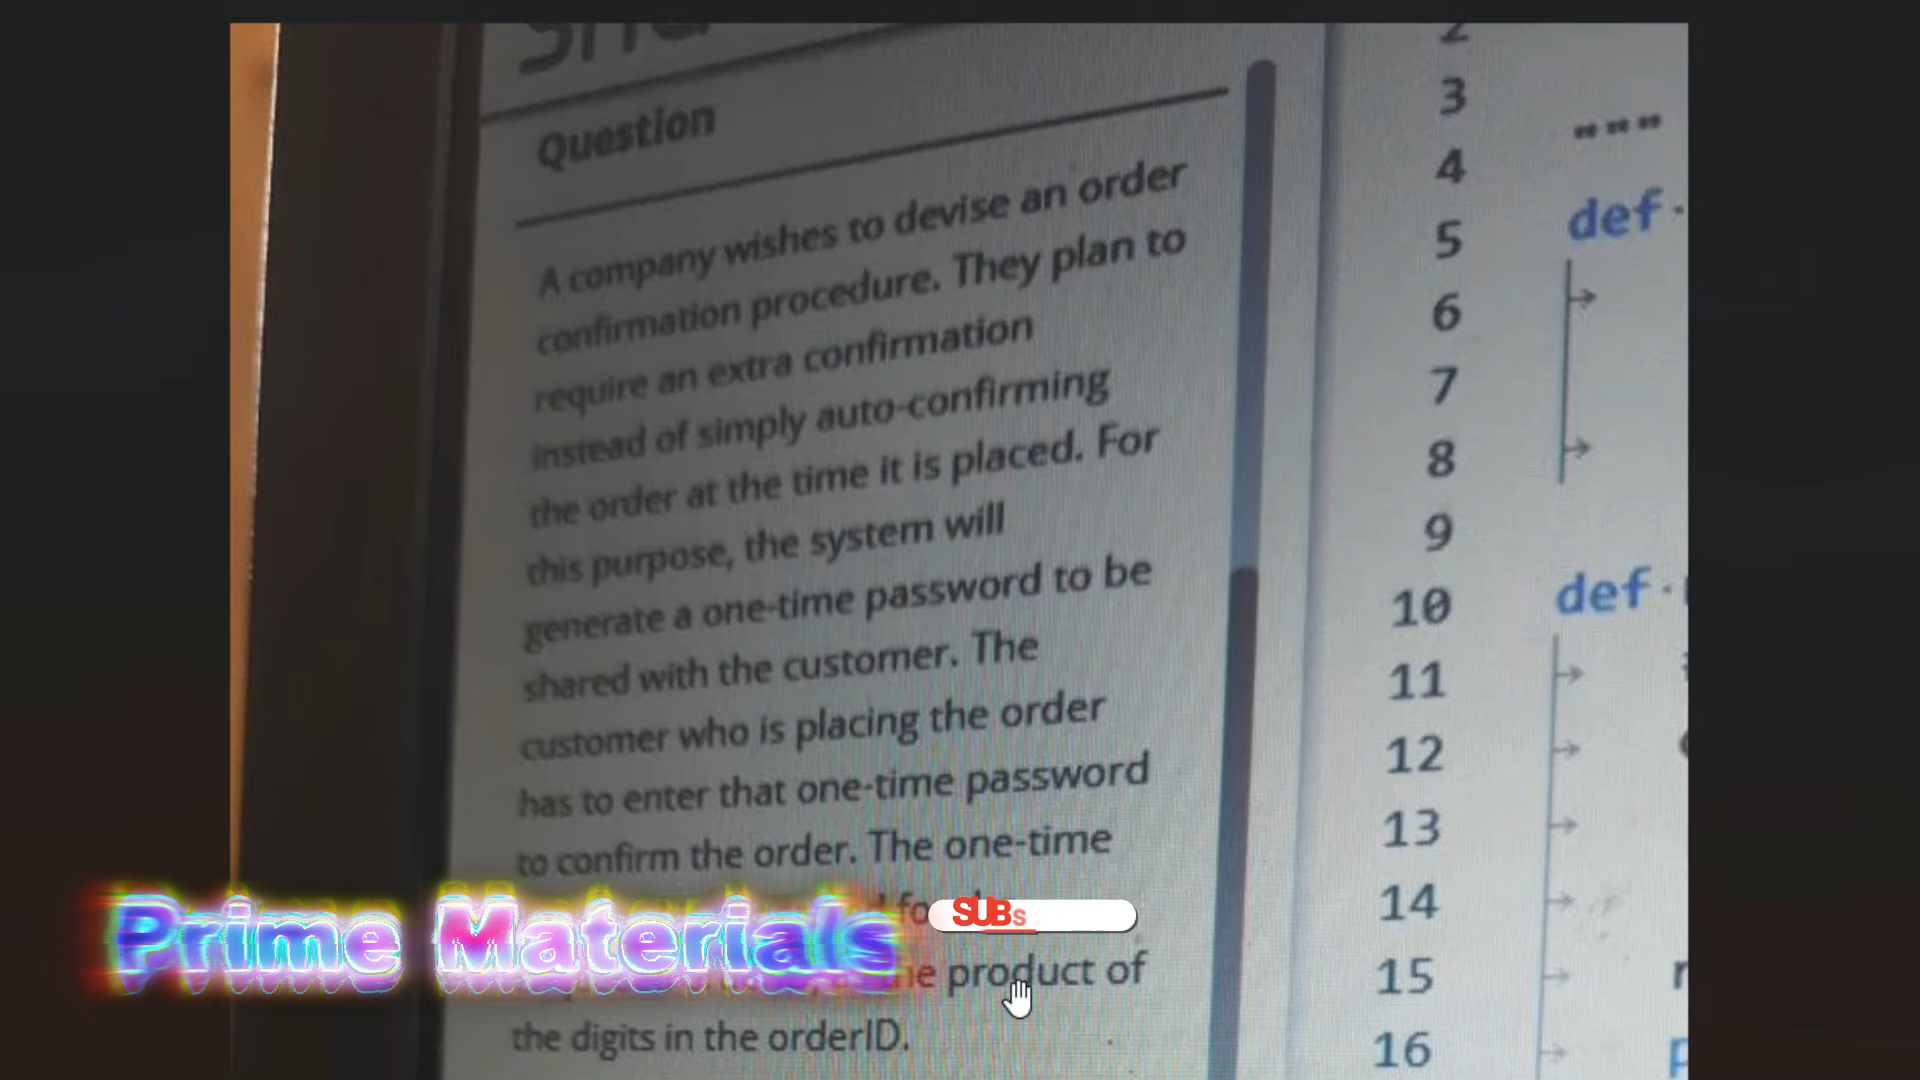 Question
A company wishes to devise an order
confirmation procedure. They plan to
require an extra confirmation
instead of simply auto-confirming
the order at the time it is placed. For
this purpose, the system will
generate a one-time password to be
shared with the customer. The
customer who is placing the order
has to enter that one-time password
to confirm the order. The one-time
product of
the digits in the orderID.
2
3
"""
4
def
5
6
7
8
9
10
def
11
12
13
14
15
16
Prime Materials
SUBS